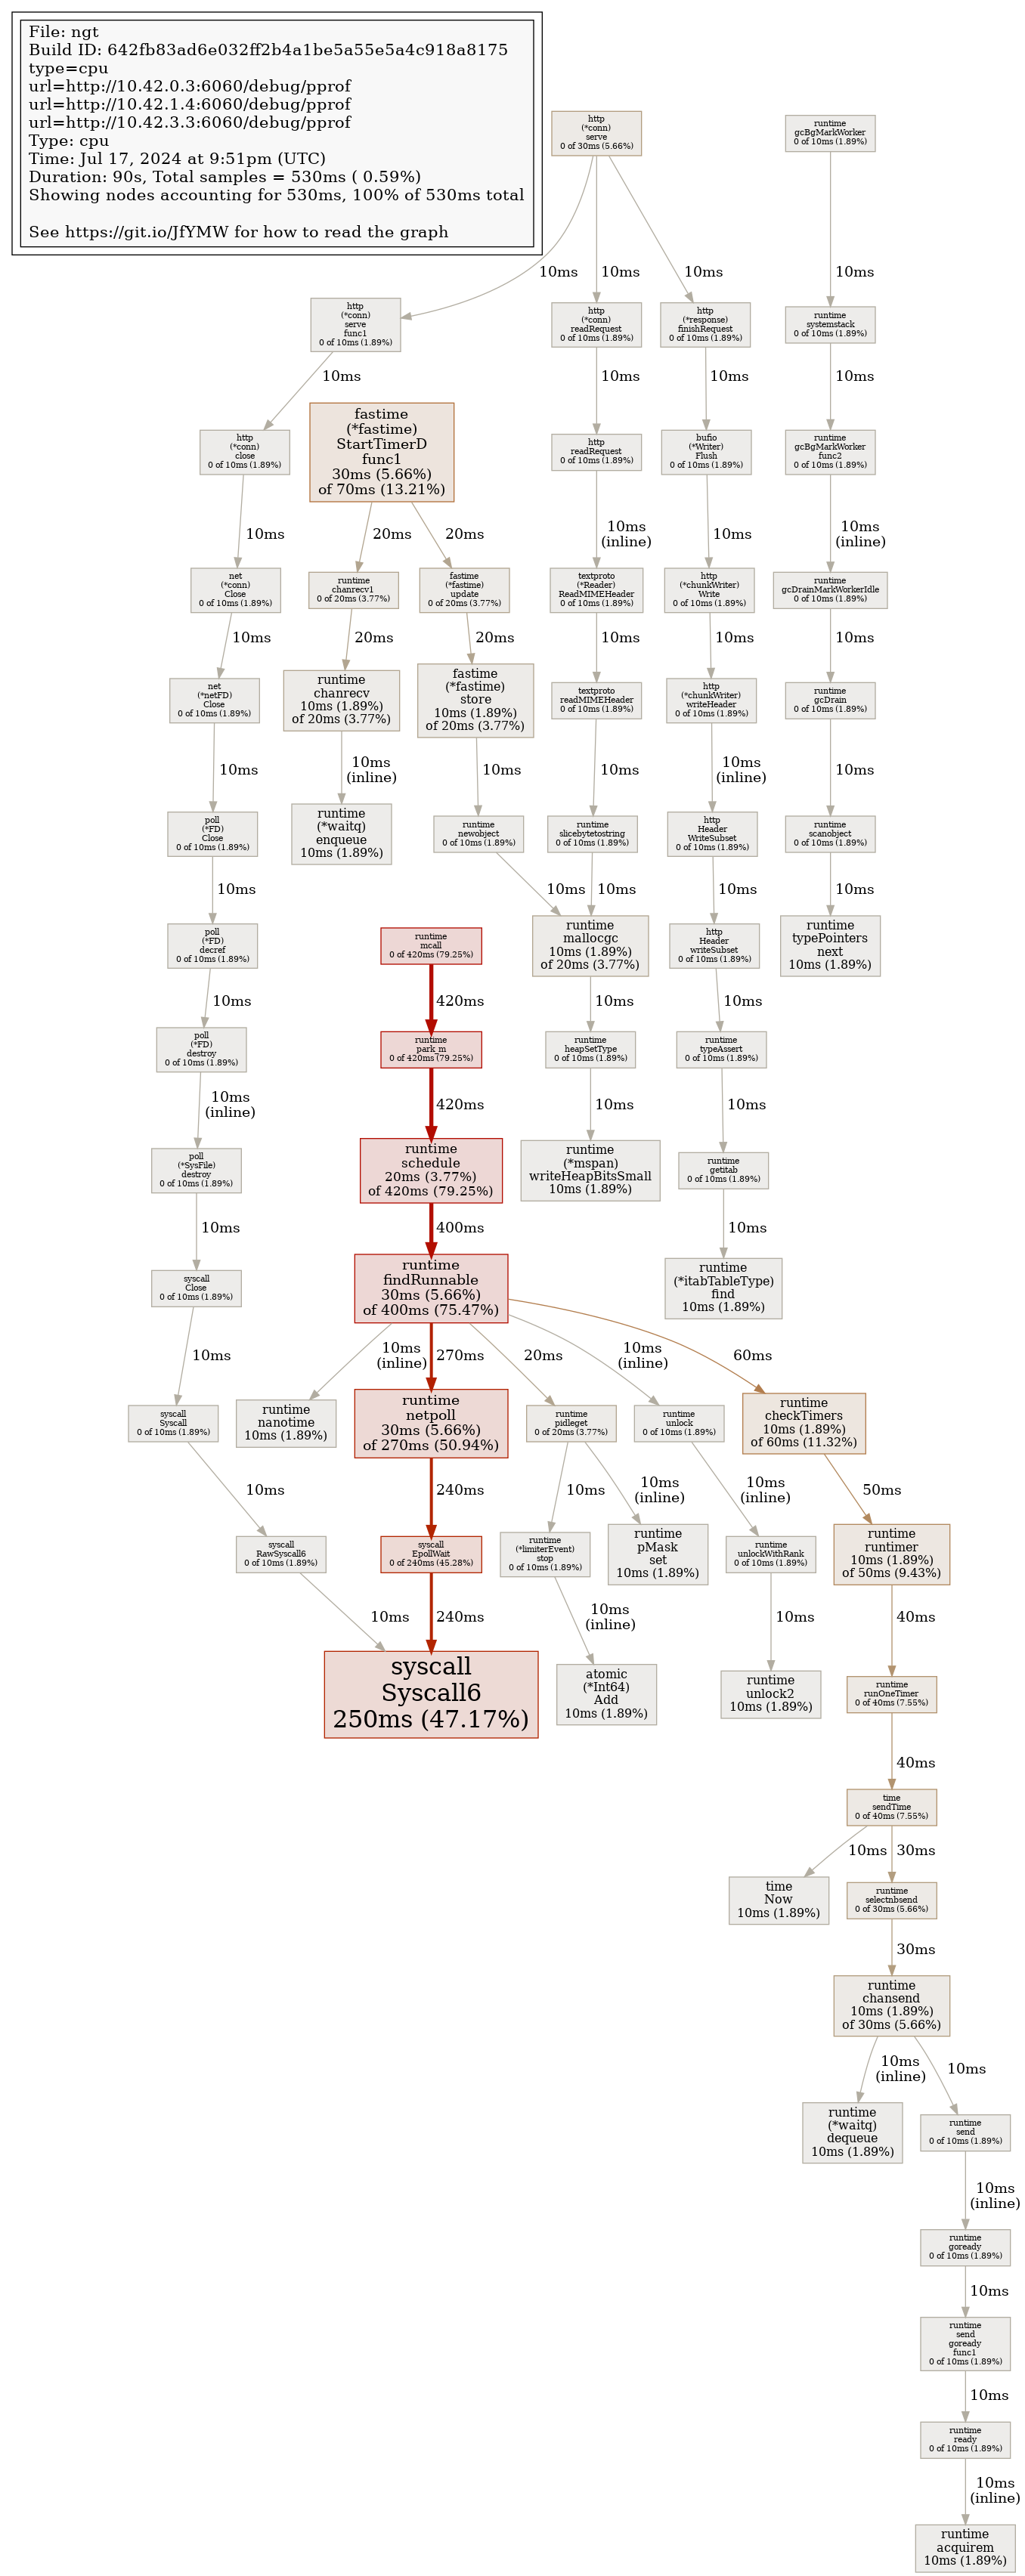 File: ngt
Build ID: 642fb83ad6e032ff2b4a1be5a55e5a4c918a8175
type=cpu
url=http://10.42.0.3:6060/debug/pprof
url=http://10.42.1.4:6060/debug/pprof
url=http://10.42.3.3:6060/debug/pprof
Type: cpu
Time: Jul 17, 2024 at 9:51pm (UTC)
Duration: 90s, Total samples = 530ms ( 0.59%)
Showing nodes accounting for 530ms, 100% of 530ms total
See https://git.io/JfYMW for how to read the graph
http
(*conn)
serve
0 of 30ms (5.66%)
runtime
gcBgMarkWorker
0 of 10ms (1.89%)
10ms
10ms
10ms
10ms
http
(*conn)
serve
func1
0 of 10ms (1.89%)
http
(*conn)
readRequest
0 of 10ms (1.89%)
http
(*response)
finishRequest
0 of 10ms (1.89%)
runtime
systemstack
0 of 10ms (1.89%)
10ms
10ms
10ms
10ms
http
(*conn)
close
0 of 10ms (1.89%)
fastime
(*fastime)
StartTimerD
func1
30ms (5.66%)
of 70ms (13.21%)
http
readRequest
0 of 10ms (1.89%)
bufio
(*Writer)
Flush
0 of 10ms (1.89%)
runtime
gcBgMarkWorker
func2
0 of 10ms (1.89%)
10ms
20ms
20ms
10ms
(inline)
10ms
10ms
(inline)
net
(*conn)
Close
0 of 10ms (1.89%)
runtime
chanrecv1
0 of 20ms (3.77%)
fastime
(*fastime)
update
0 of 20ms (3.77%)
textproto
(*Reader)
ReadMIMEHeader
0 of 10ms (1.89%)
http
(*chunkWriter)
Write
0 of 10ms (1.89%)
runtime
gcDrainMarkWorkerIdle
0 of 10ms (1.89%)
10ms
20ms
20ms
10ms
10ms
10ms
net
(*netFD)
Close
0 of 10ms (1.89%)
runtime
chanrecv
10ms (1.89%)
of 20ms (3.77%)
fastime
(*fastime)
store
10ms (1.89%)
of 20ms (3.77%)
textproto
readMIMEHeader
0 of 10ms (1.89%)
http
(*chunkWriter)
writeHeader
0 of 10ms (1.89%)
runtime
gcDrain
0 of 10ms (1.89%)
10ms
10ms
(inline)
10ms
10ms
10ms
(inline)
10ms
poll
(*FD)
Close
0 of 10ms (1.89%)
runtime
(*waitq)
enqueue
10ms (1.89%)
runtime
newobject
0 of 10ms (1.89%)
runtime
slicebytetostring
0 of 10ms (1.89%)
http
Header
WriteSubset
0 of 10ms (1.89%)
runtime
scanobject
0 of 10ms (1.89%)
10ms
10ms
10ms
10ms
10ms
poll
(*FD)
decref
0 of 10ms (1.89%)
runtime
mcall
0 of 420ms (79.25%)
runtime
mallocgc
10ms (1.89%)
of 20ms (3.77%)
http
Header
writeSubset
0 of 10ms (1.89%)
runtime
typePointers
next
10ms (1.89%)
10ms
420ms
10ms
10ms
poll
(*FD)
destroy
0 of 10ms (1.89%)
runtime
park_m
0 of 420ms (79.25%)
runtime
heapSetType
0 of 10ms (1.89%)
runtime
typeAssert
0 of 10ms (1.89%)
10ms
(inline)
420ms
10ms
10ms
poll
(*SysFile)
destroy
0 of 10ms (1.89%)
runtime
schedule
20ms (3.77%)
of 420ms (79.25%)
runtime
(*mspan)
writeHeapBitsSmall
10ms (1.89%)
runtime
getitab
0 of 10ms (1.89%)
10ms
400ms
10ms
syscall
Close
0 of 10ms (1.89%)
runtime
findRunnable
30ms (5.66%)
of 400ms (75.47%)
runtime
(*itabTableType)
find
10ms (1.89%)
10ms
10ms
(inline)
270ms
20ms
10ms
(inline)
60ms
syscall
Syscall
0 of 10ms (1.89%)
runtime
nanotime
10ms (1.89%)
runtime
netpoll
30ms (5.66%)
of 270ms (50.94%)
runtime
pidleget
0 of 20ms (3.77%)
runtime
unlock
0 of 10ms (1.89%)
runtime
checkTimers
10ms (1.89%)
of 60ms (11.32%)
10ms
240ms
10ms
10ms
(inline)
10ms
(inline)
50ms
syscall
RawSyscall6
0 of 10ms (1.89%)
syscall
EpollWait
0 of 240ms (45.28%)
runtime
(*limiterEvent)
stop
0 of 10ms (1.89%)
runtime
pMask
set
10ms (1.89%)
runtime
unlockWithRank
0 of 10ms (1.89%)
runtime
runtimer
10ms (1.89%)
of 50ms (9.43%)
10ms
240ms
10ms
(inline)
10ms
40ms
syscall
Syscall6
250ms (47.17%)
atomic
(*Int64)
Add
10ms (1.89%)
runtime
unlock2
10ms (1.89%)
runtime
runOneTimer
0 of 40ms (7.55%)
40ms
time
sendTime
0 of 40ms (7.55%)
10ms
30ms
time
Now
10ms (1.89%)
runtime
selectnbsend
0 of 30ms (5.66%)
30ms
runtime
chansend
10ms (1.89%)
of 30ms (5.66%)
10ms
(inline)
10ms
runtime
(*waitq)
dequeue
10ms (1.89%)
runtime
send
0 of 10ms (1.89%)
10ms
(inline)
runtime
goready
0 of 10ms (1.89%)
10ms
runtime
send
goready
func1
0 of 10ms (1.89%)
10ms
runtime
ready
0 of 10ms (1.89%)
10ms
(inline)
runtime
acquirem
10ms (1.89%)